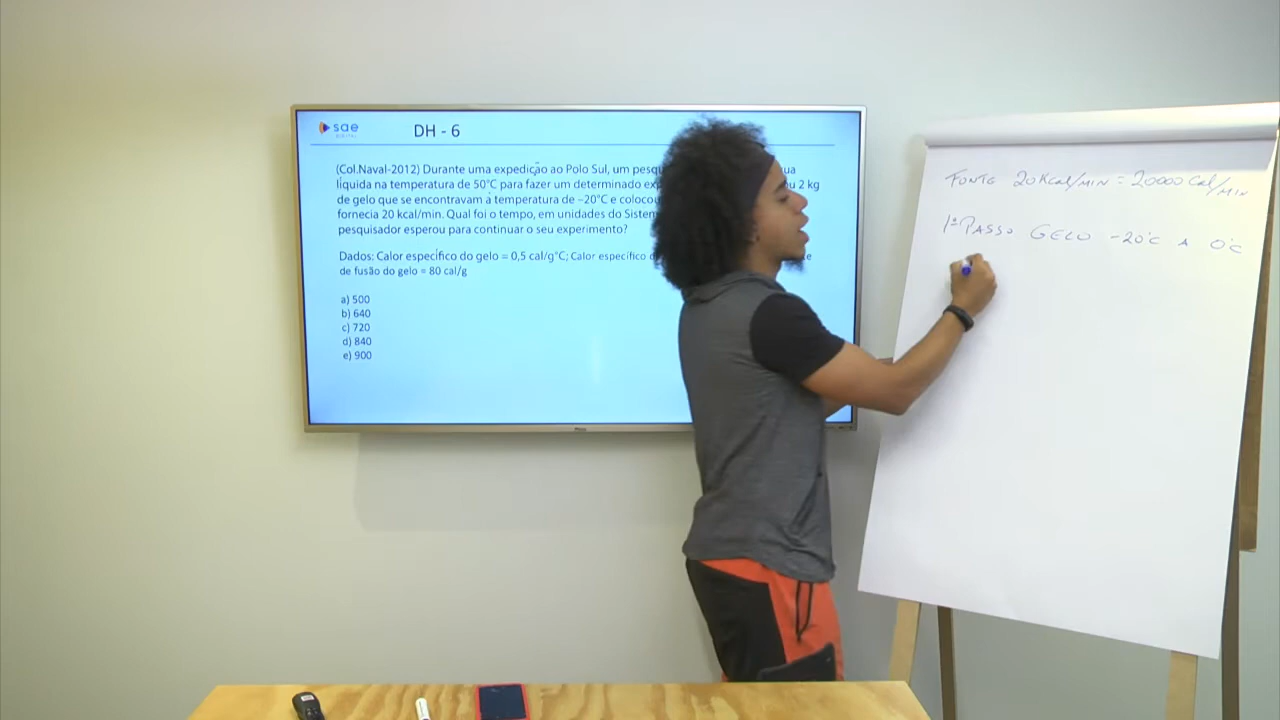 sae
DIGITAL
DH - 6
(Col.Naval-2012) Durante uma expedição ao Polo Sul, um pesqu
líquida na temperatura de 50°C para fazer um determinado ex 2 kg
de gelo que se encontravam à temperatura de −20°C e colocou
fornecia 20 kcal/min. Qual foi o tempo, em unidades do Sistem
pesquisador esperou para continuar o seu experimento?
Dados: Calor específico do gelo = 0,5 cal/g°C; Calor específico
de fusão do gelo = 80 cal/g
a) 500
b) 640
c) 720
d) 840
e) 900
FONTE 20 Kcal/MIN = 20000 Cal/MIN
1º PASSO GELO -20°C A 0°C